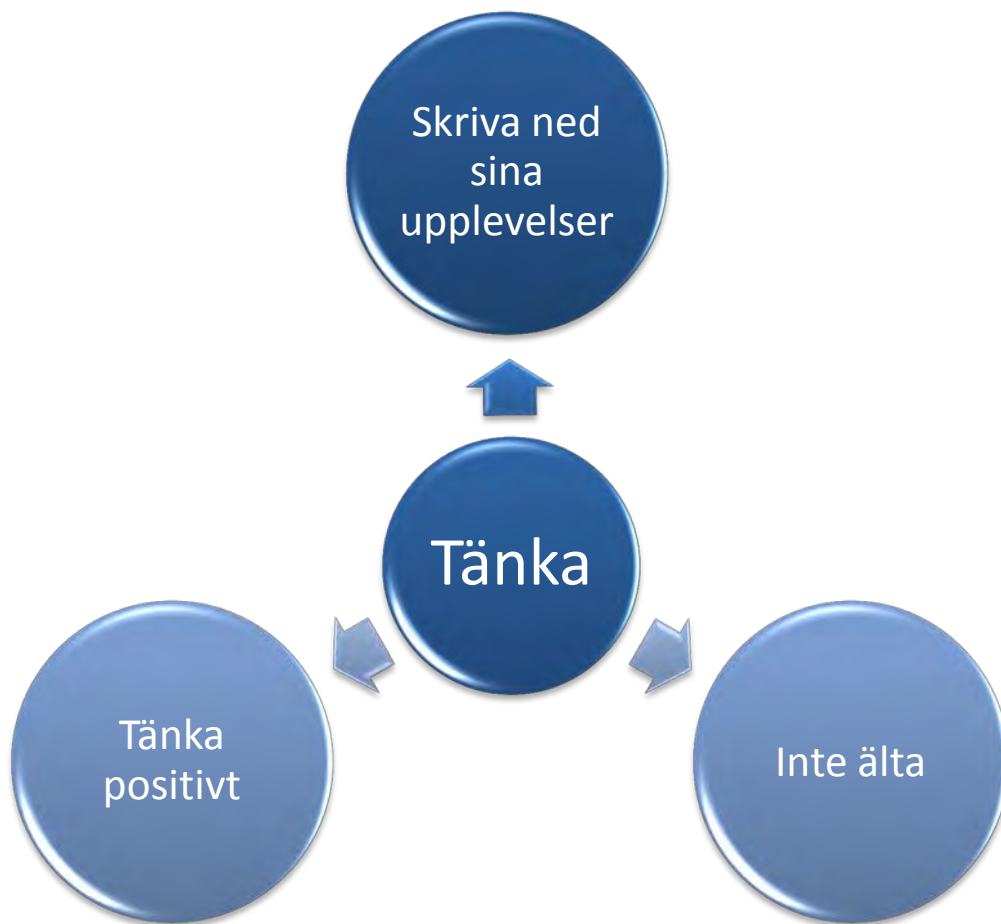 Skriva ned
sina
upplevelser
Tänka
Tänka
positivt
Inte älta